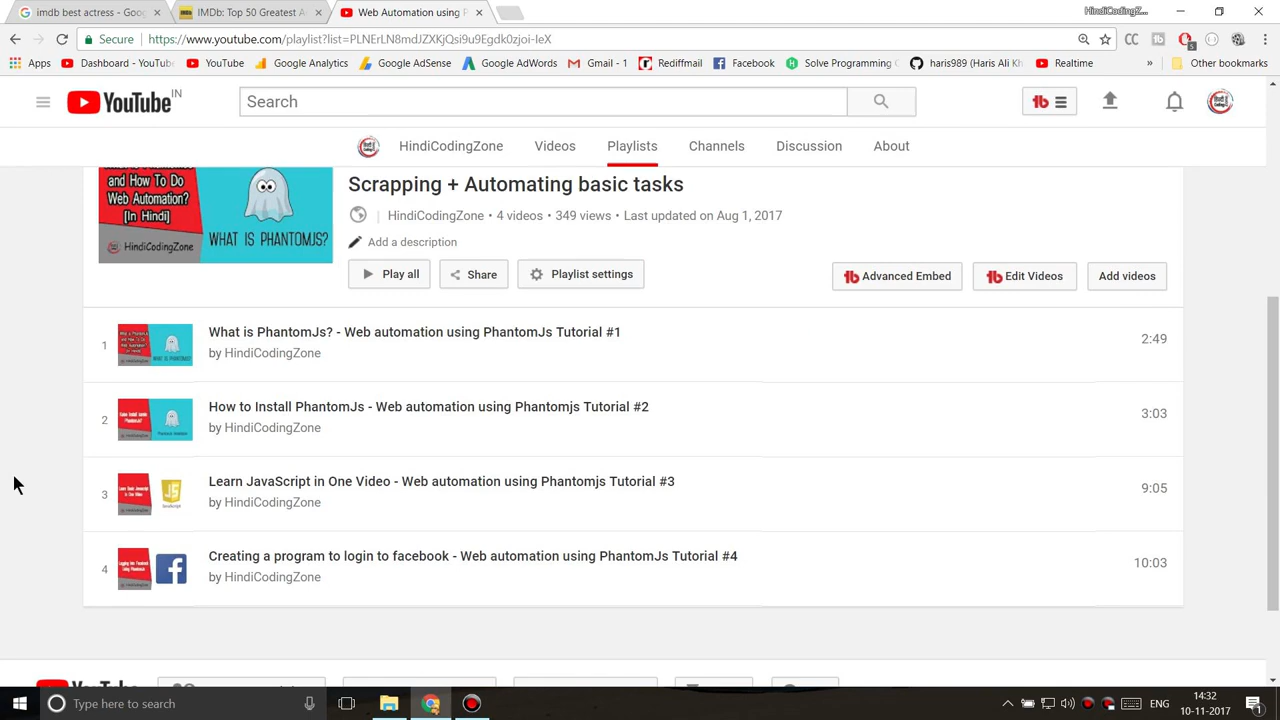 imdb best actress - Goog
IMDb: Top 50 Greatest A
Web Automation using P
HindiCodingZ...
Secure
https://www.youtube.com/playlist?list=PLNErLN8mdJZXKjQsi9u9Egdk0zjoi-IeX
Apps
Dashboard - YouTube
YouTube
Google Analytics
Google AdSense
Google AdWords
Gmail - 1
Rediffmail
Facebook
Solve Programming
haris989 (Haris Ali Kh
Realtime
»
Other bookmarks
YouTube IN
Search
HindiCodingZone
Videos
Playlists
Channels
Discussion
About
and How To Do
Web Automation?
[In Hindi]
HindiCodingZone
WHAT IS PHANTOMJS?
Scrapping + Automating basic tasks
HindiCodingZone • 4 videos • 349 views • Last updated on Aug 1, 2017
Add a description
Play all
Share
Playlist settings
Advanced Embed
Edit Videos
Add videos
1
What is PhantomJs? - Web automation using PhantomJs Tutorial #1
by HindiCodingZone
2:49
2
How to Install PhantomJs - Web automation using Phantomjs Tutorial #2
by HindiCodingZone
3:03
3
Learn JavaScript in One Video - Web automation using Phantomjs Tutorial #3
by HindiCodingZone
9:05
4
Creating a program to login to facebook - Web automation using PhantomJs Tutorial #4
by HindiCodingZone
10:03
Type here to search
ENG
14:32
10-11-2017